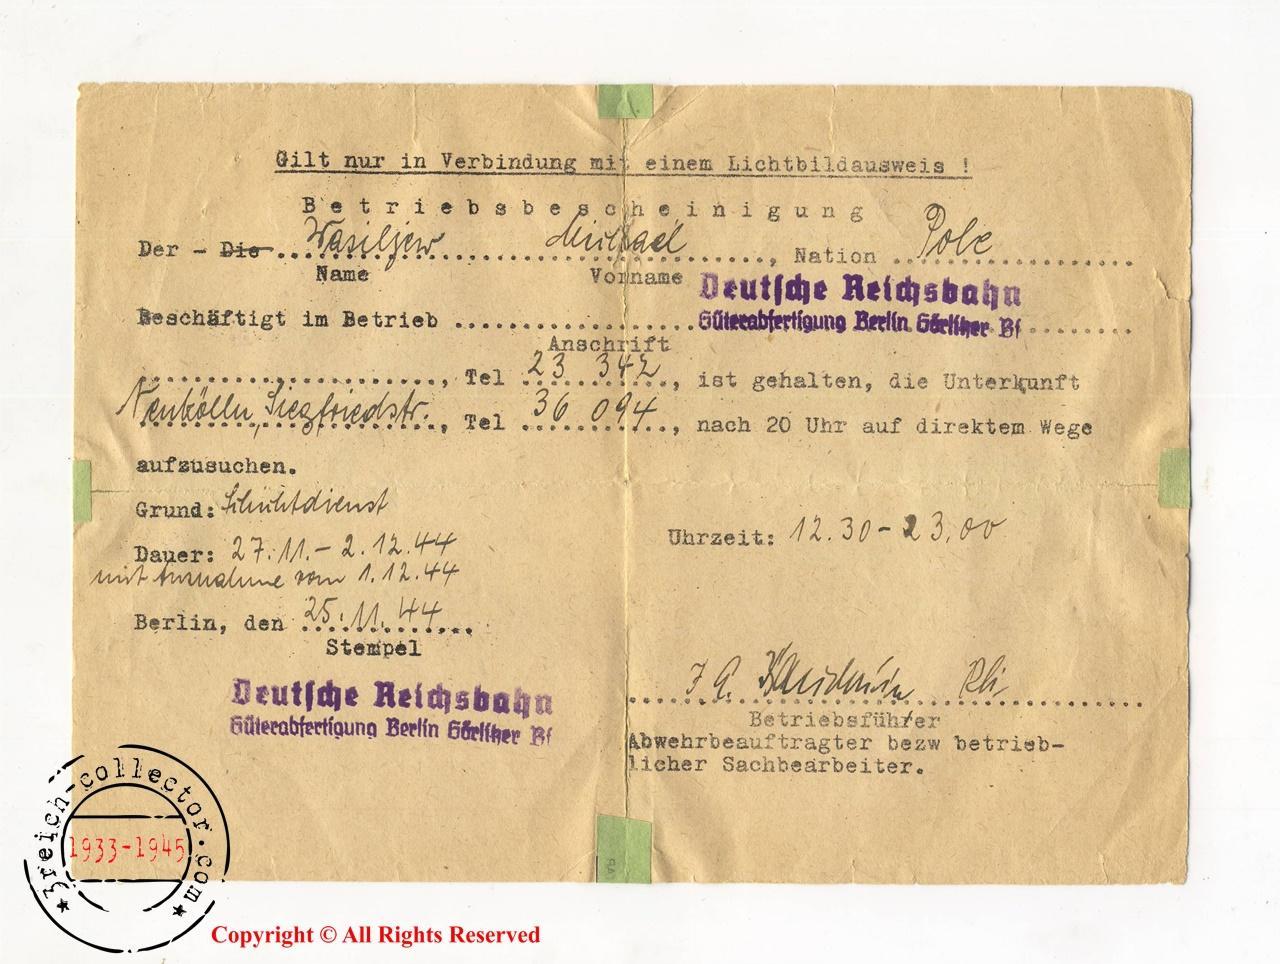 Gilt nur in Verbindung mit einem Lichtbildausweis !
Betriebsbescheinigung
Der - Die Wasiljew Michael, Nation Pole
Name Vorname
Deutsche Reichsbahn
Beschäftigt im Betrieb Güterabfertigung Berlin Görlitzer Bf
Anschrift
, Tel 23 342, ist gehalten, die Unterkunft
Neukölln, Siegfriedstr., Tel 36 094, nach 20 Uhr auf direktem Wege
aufzusuchen.
Grund: Schichtdienst
Uhrzeit: 12.30 - 23,00
Dauer: 27.11. - 2.12.44
mit Ausnahme vom 1.12.44
Berlin, den 25.11.44
Stempel
Deutsche Reichsbahn
Güterabfertigung Berlin Görlitzer Bf
J A. Rbi
Betriebsführer
Abwehrbeauftragter bezw betrieb-
licher Sachbearbeiter.
3reich-collector.com
1933-1945
Copyright © All Rights Reserved